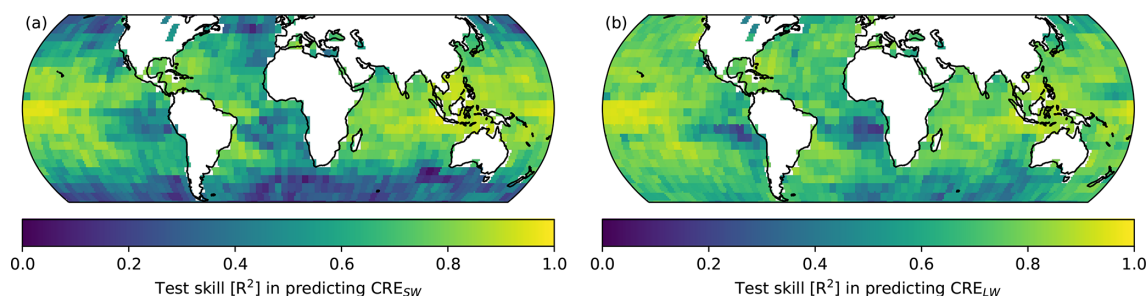 (a)
(b)
0.0 0.2 0.4 0.6 0.8 1.0
0.0 0.2 0.4 0.6 0.8 1.0
Test skill [R²] in predicting CRE_SW
Test skill [R²] in predicting CRE_LW